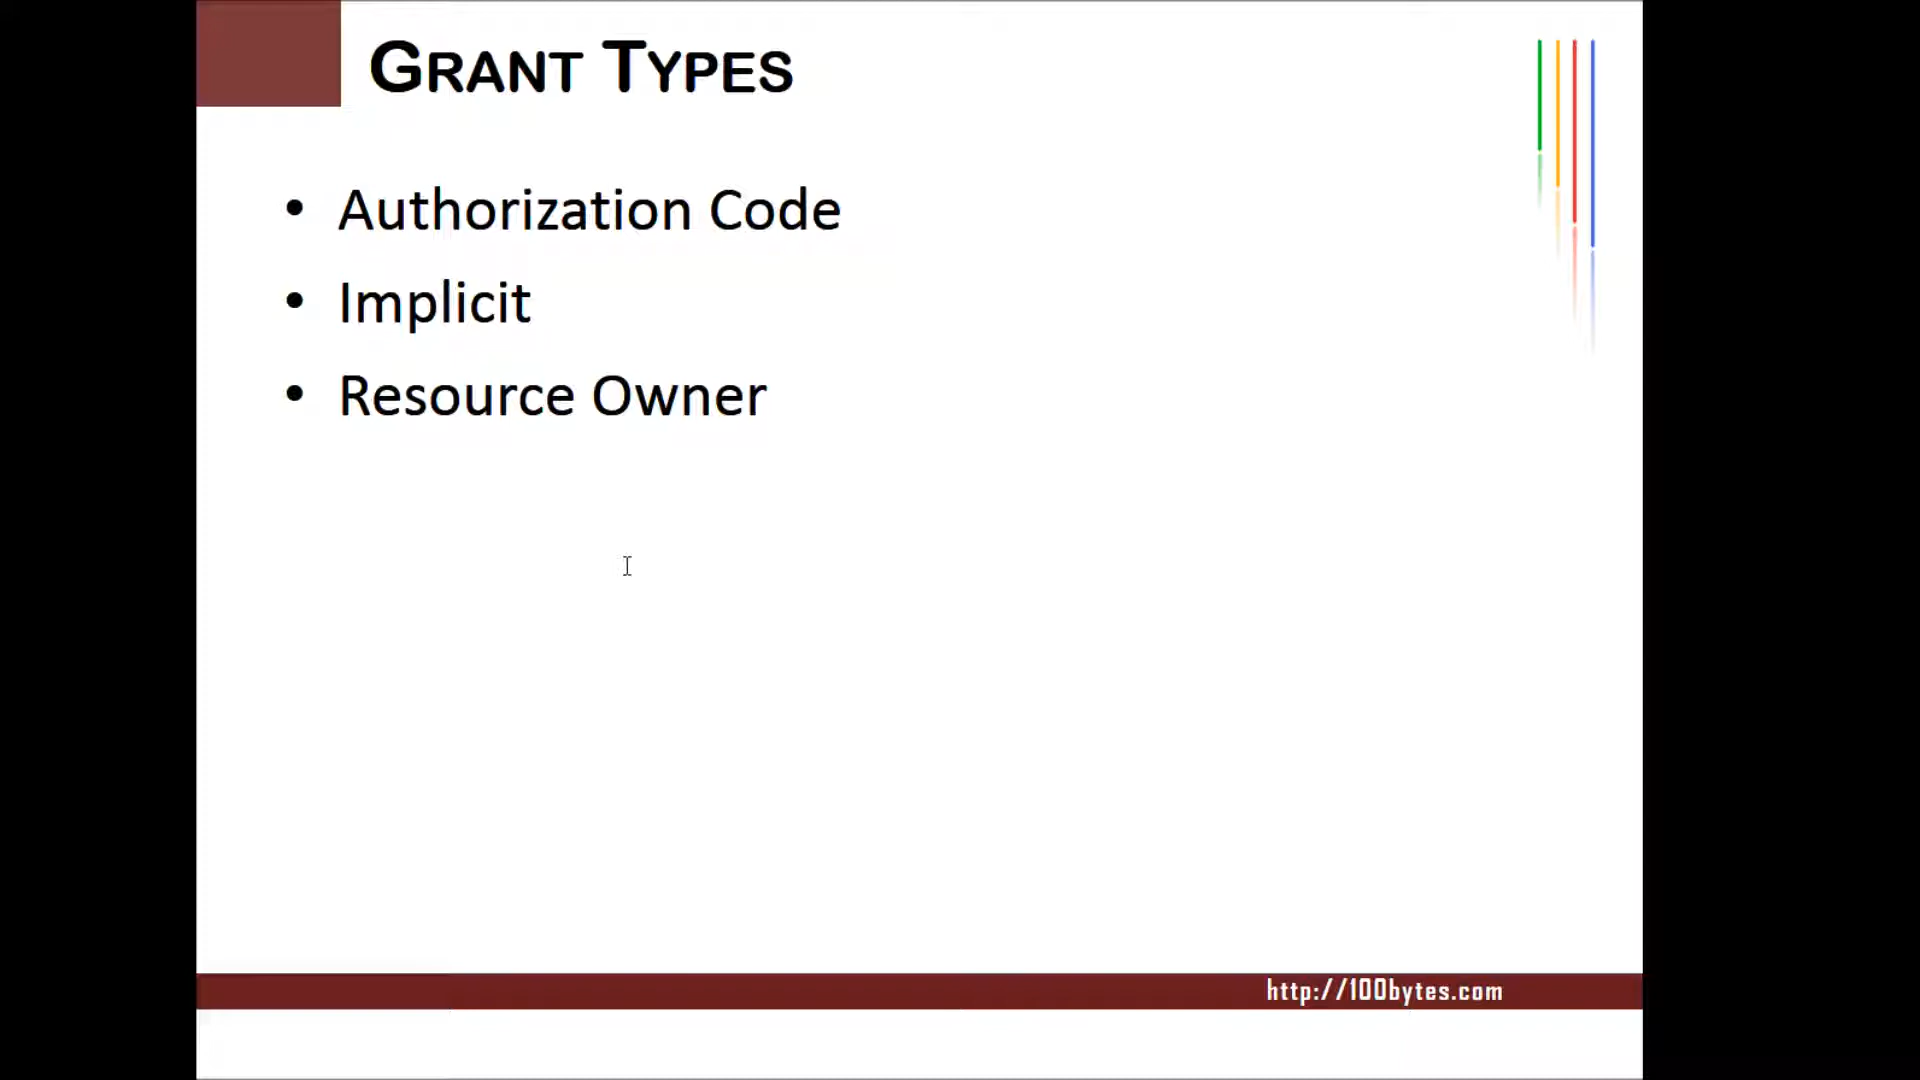 GRANT TYPES
• Authorization Code
• Implicit
• Resource Owner
http://100bytes.com